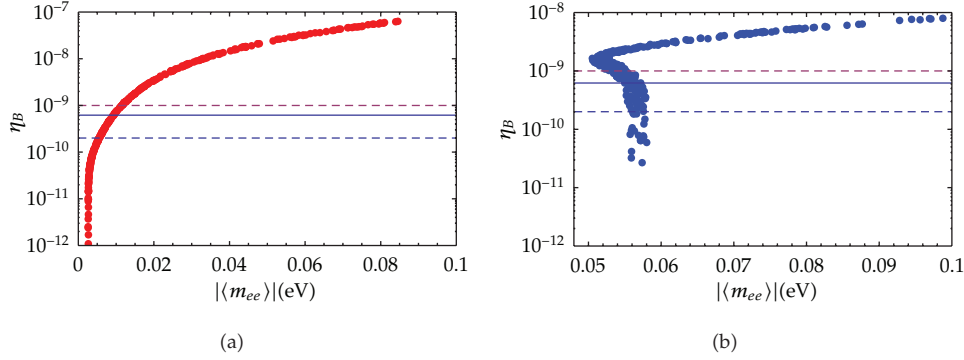 10⁻⁷
10⁻⁸
10⁻⁹
10⁻¹⁰
10⁻¹¹
10⁻¹²
η_B
0 0.02 0.04 0.06 0.08 0.1
|⟨m_ee⟩|(eV)
(a)
10⁻⁸
10⁻⁹
10⁻¹⁰
10⁻¹¹
10⁻¹²
η_B
0.05 0.06 0.07 0.08 0.09 0.1
|⟨m_ee⟩|(eV)
(b)